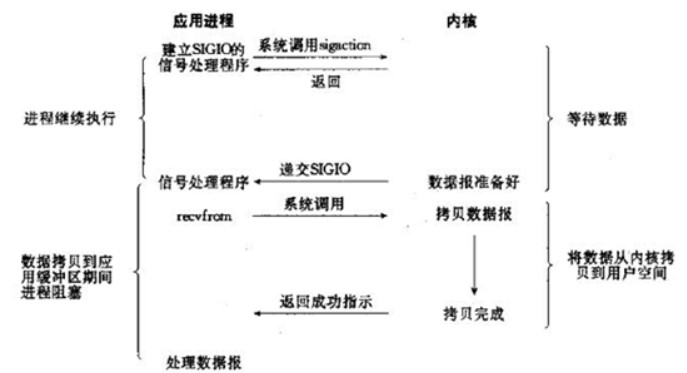 应用进程
内核
建立SIGIO的
信号处理程序
系统调用sigaction
返回
进程继续执行
等待数据
递交SIGIO
信号处理程序
数据报准备好
recvfrom
系统调用
拷贝数据报
数据拷贝到应
用缓冲区期间
进程阻塞
将数据从内核拷
贝到用户空间
返回成功指示
拷贝完成
处理数据报